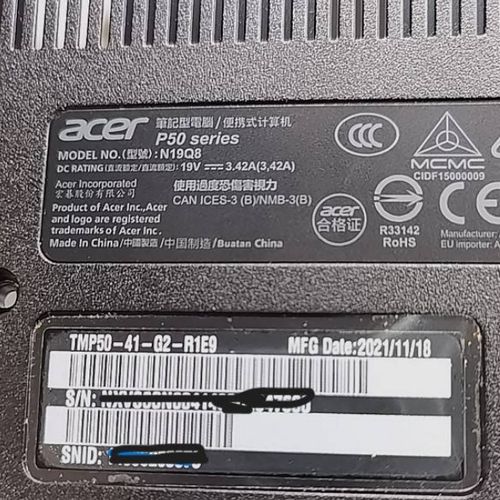 acer 筆記型電腦/便携式计算机
P50 series
MODEL NO.(型號):N19Q8
DC RATING(直流額定/直流额定): 19V⎓3.42A(3,42A)
Acer Incorporated
宏碁股份有限公司
Product of Acer Inc.,Acer
and logo are registered
trademarks of Acer Inc.
Made in China/中國製造/中国制造/Buatan China
使用過度恐傷害視力
CAN ICES-3 (B)/NMB-3(B)
CCC
MCMC
CIDF15000009
acer
合格证
R33142
RoHS
Manufacturer/
Acer
EU importer: A
TMP50-41-G2-R1E9 MFG Date:2021/11/18
S/N:
SNID: